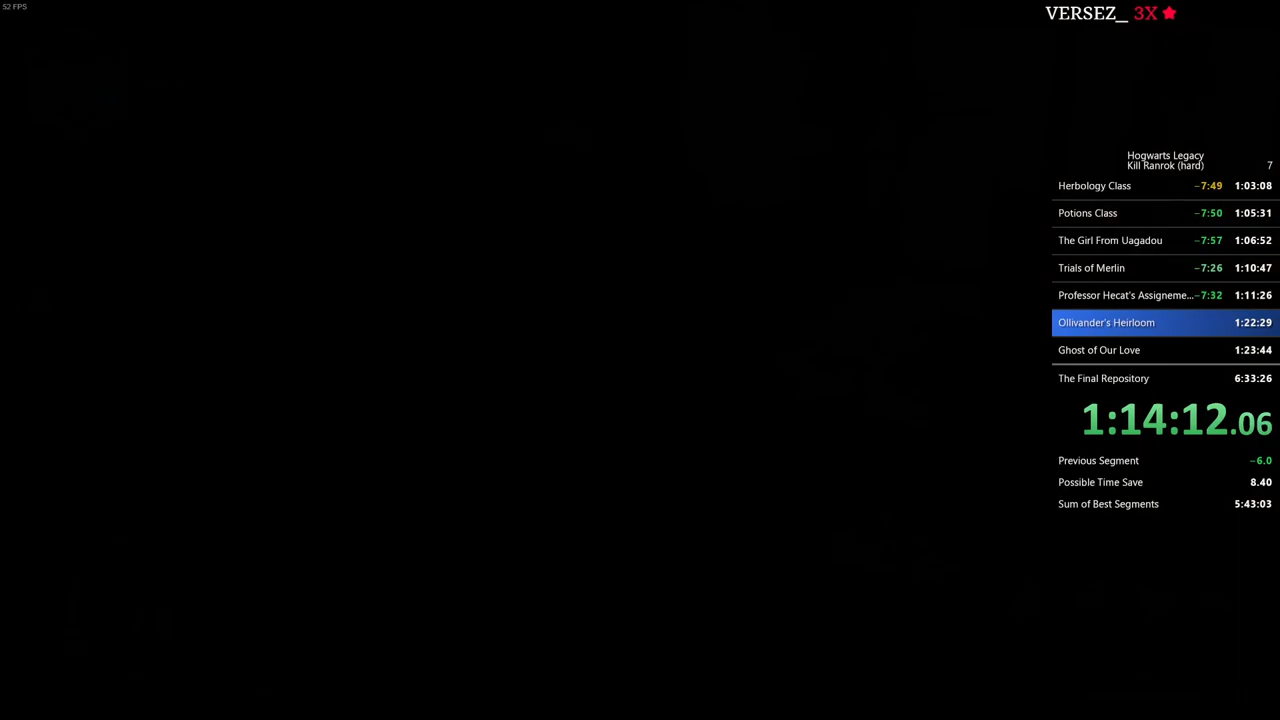 52 FPS
VERSEZ_ 3X
Hogwarts Legacy
Kill Ranrok (hard) 7
Herbology Class −7:49 1:03:08
Potions Class −7:50 1:05:31
The Girl From Uagadou −7:57 1:06:52
Trials of Merlin −7:26 1:10:47
Professor Hecat's Assigneme... −7:32 1:11:26
Ollivander's Heirloom 1:22:29
Ghost of Our Love 1:23:44
The Final Repository 6:33:26
1:14:12.06
Previous Segment −6.0
Possible Time Save 8.40
Sum of Best Segments 5:43:03